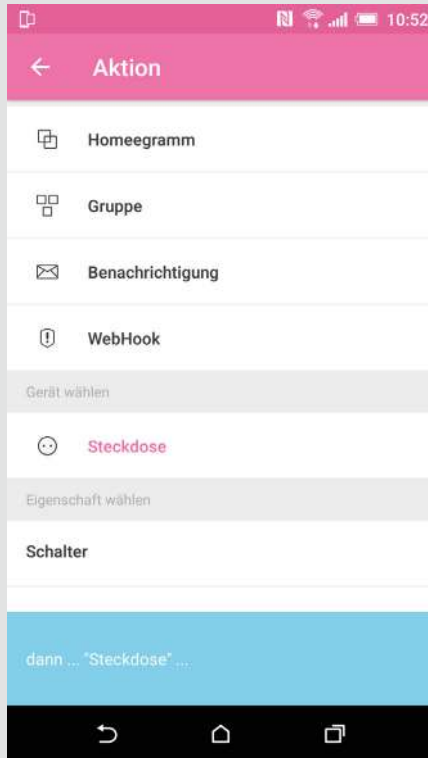 10:52
Aktion
Homeegramm
Gruppe
Benachrichtigung
WebHook
Gerät wählen
Steckdose
Eigenschaft wählen
Schalter
dann ... "Steckdose" ...